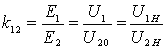 k₁₂ = E₁/E₂ = U₁/U₂₀ = U₁H/U₂H